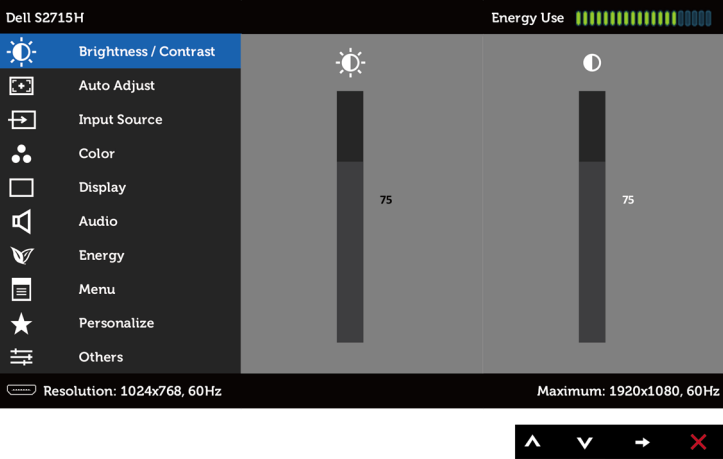 Dell S2715H
Energy Use
Brightness / Contrast
Auto Adjust
Input Source
Color
Display
Audio
Energy
Menu
Personalize
Others
75
75
Resolution: 1024x768, 60Hz
Maximum: 1920x1080, 60Hz